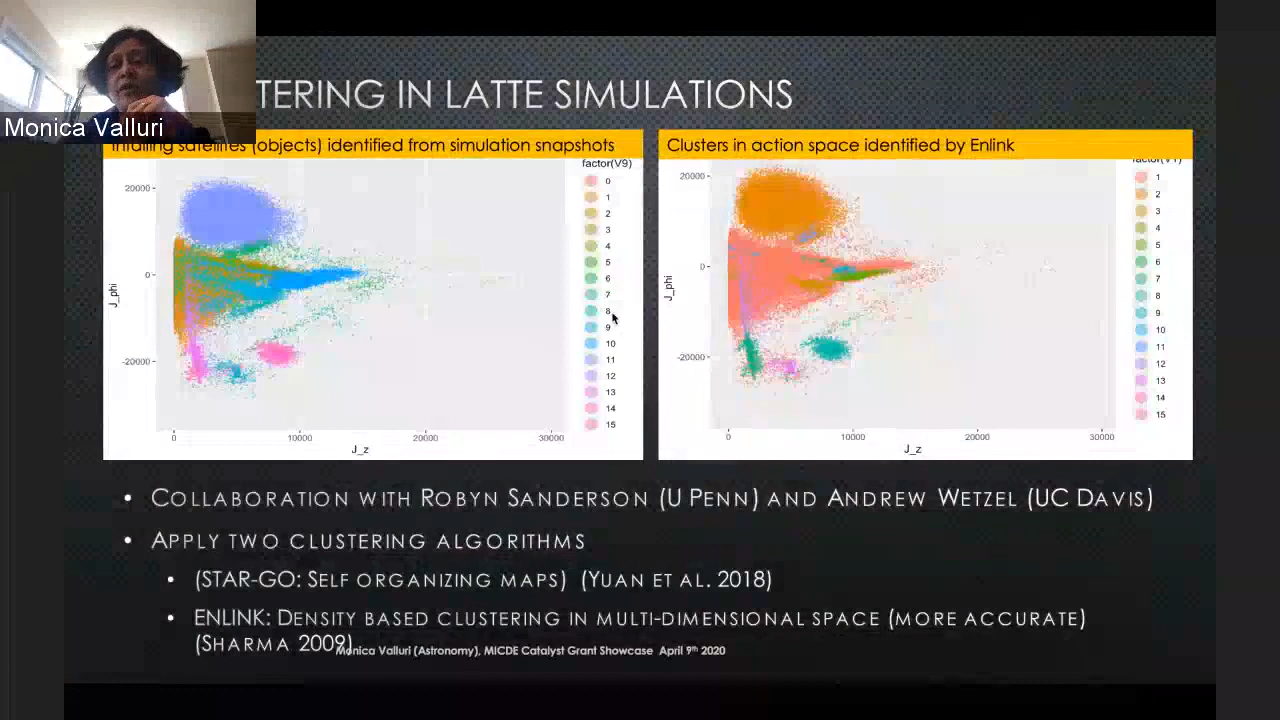 TERING IN LATTE SIMULATIONS
Monica Valluri
Infalling satellites (objects) identified from simulation snapshots
Clusters in action space identified by Enlink
factor(V9)
0
1
2
3
4
5
6
7
8
9
10
11
12
13
14
15
20000
0
-20000
J_phi
0
10000
20000
30000
J_z
factor(V1)
1
2
3
4
5
6
7
8
9
10
11
12
13
14
15
20000
0
-20000
J_phi
0
10000
20000
30000
J_z
• COLLABORATION WITH ROBYN SANDERSON (U PENN) AND ANDREW WETZEL (UC DAVIS)
• APPLY TWO CLUSTERING ALGORITHMS
• (STAR-GO: SELF ORGANIZING MAPS) (YUAN ET AL. 2018)
• ENLINK: DENSITY BASED CLUSTERING IN MULTI-DIMENSIONAL SPACE (MORE ACCURATE)
(SHARMA 2009)
Monica Valluri (Astronomy), MICDE Catalyst Grant Showcase April 9th 2020